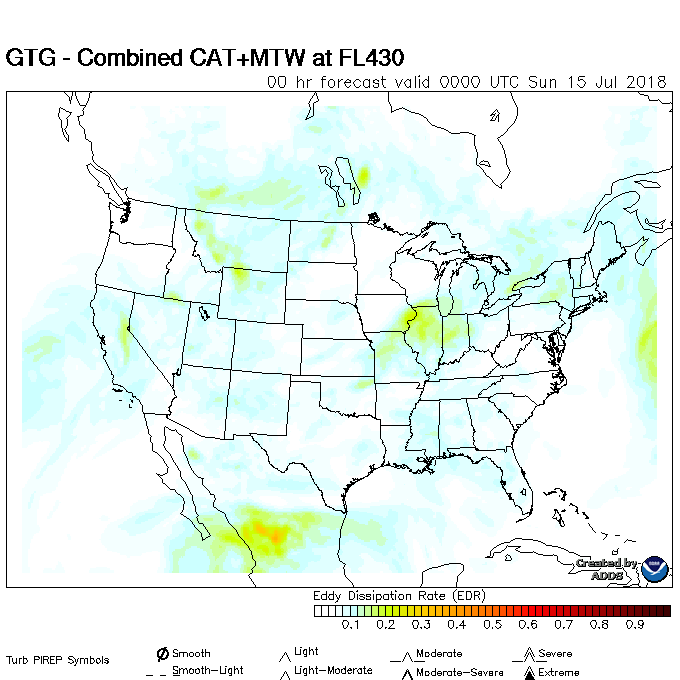 GTG - Combined CAT+MTW at FL430
00 hr forecast valid 0000 UTC Sun 15 Jul 2018
Created by
ADDS
Eddy Dissipation Rate (EDR)
0.1 0.2 0.3 0.4 0.5 0.6 0.7 0.8 0.9
Turb PIREP Symbols
Smooth Light Moderate Severe
Smooth-Light Light-Moderate Moderate-Severe Extreme